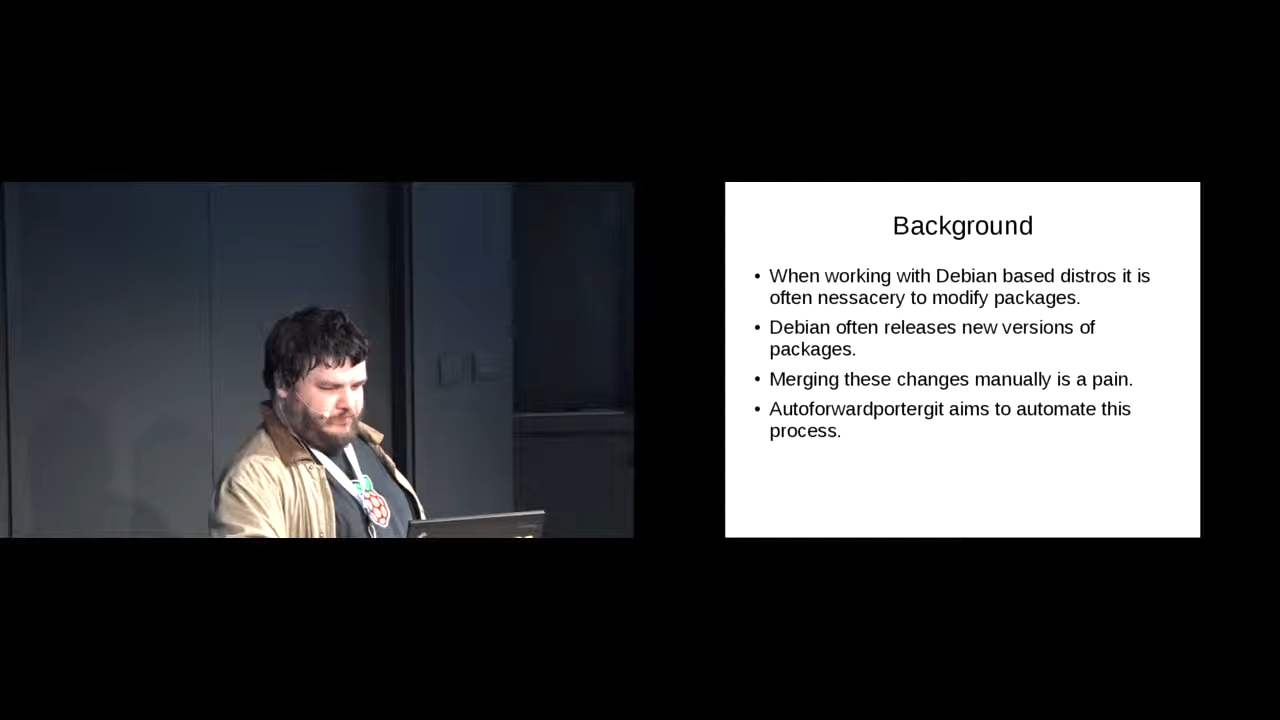 Background
• When working with Debian based distros it is
often nessacery to modify packages.
• Debian often releases new versions of
packages.
• Merging these changes manually is a pain.
• Autoforwardportergit aims to automate this
process.